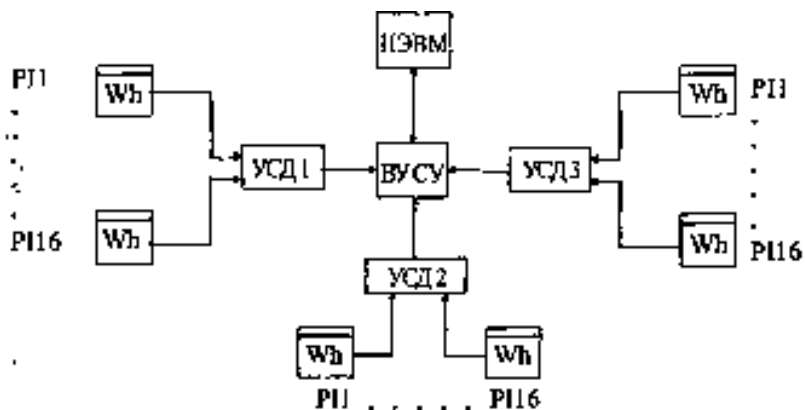 ПЭВМ
PI1 Wh Wh PI1
УСД1 ВУСУ УСД3
PI16 Wh Wh PI16
УСД2
Wh Wh
PI1 . . . . . PI16